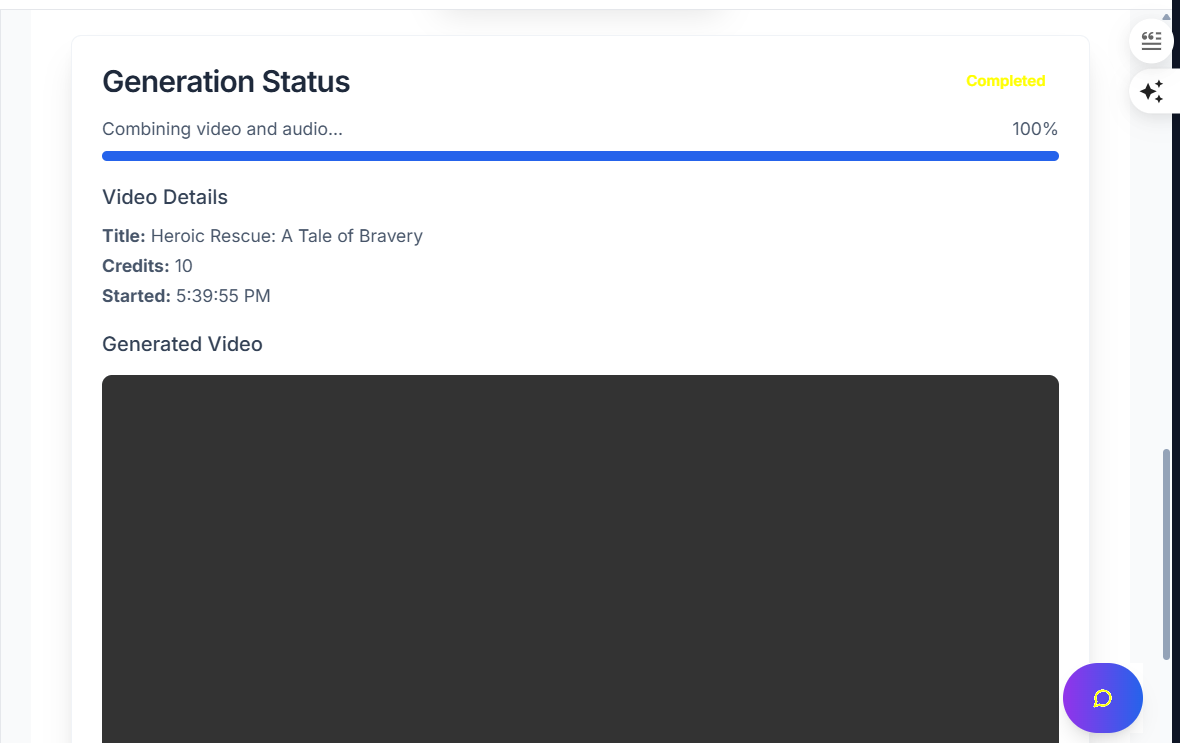 Generation Status
Completed
Combining video and audio...
100%
Video Details
Title: Heroic Rescue: A Tale of Bravery
Credits: 10
Started: 5:39:55 PM
Generated Video